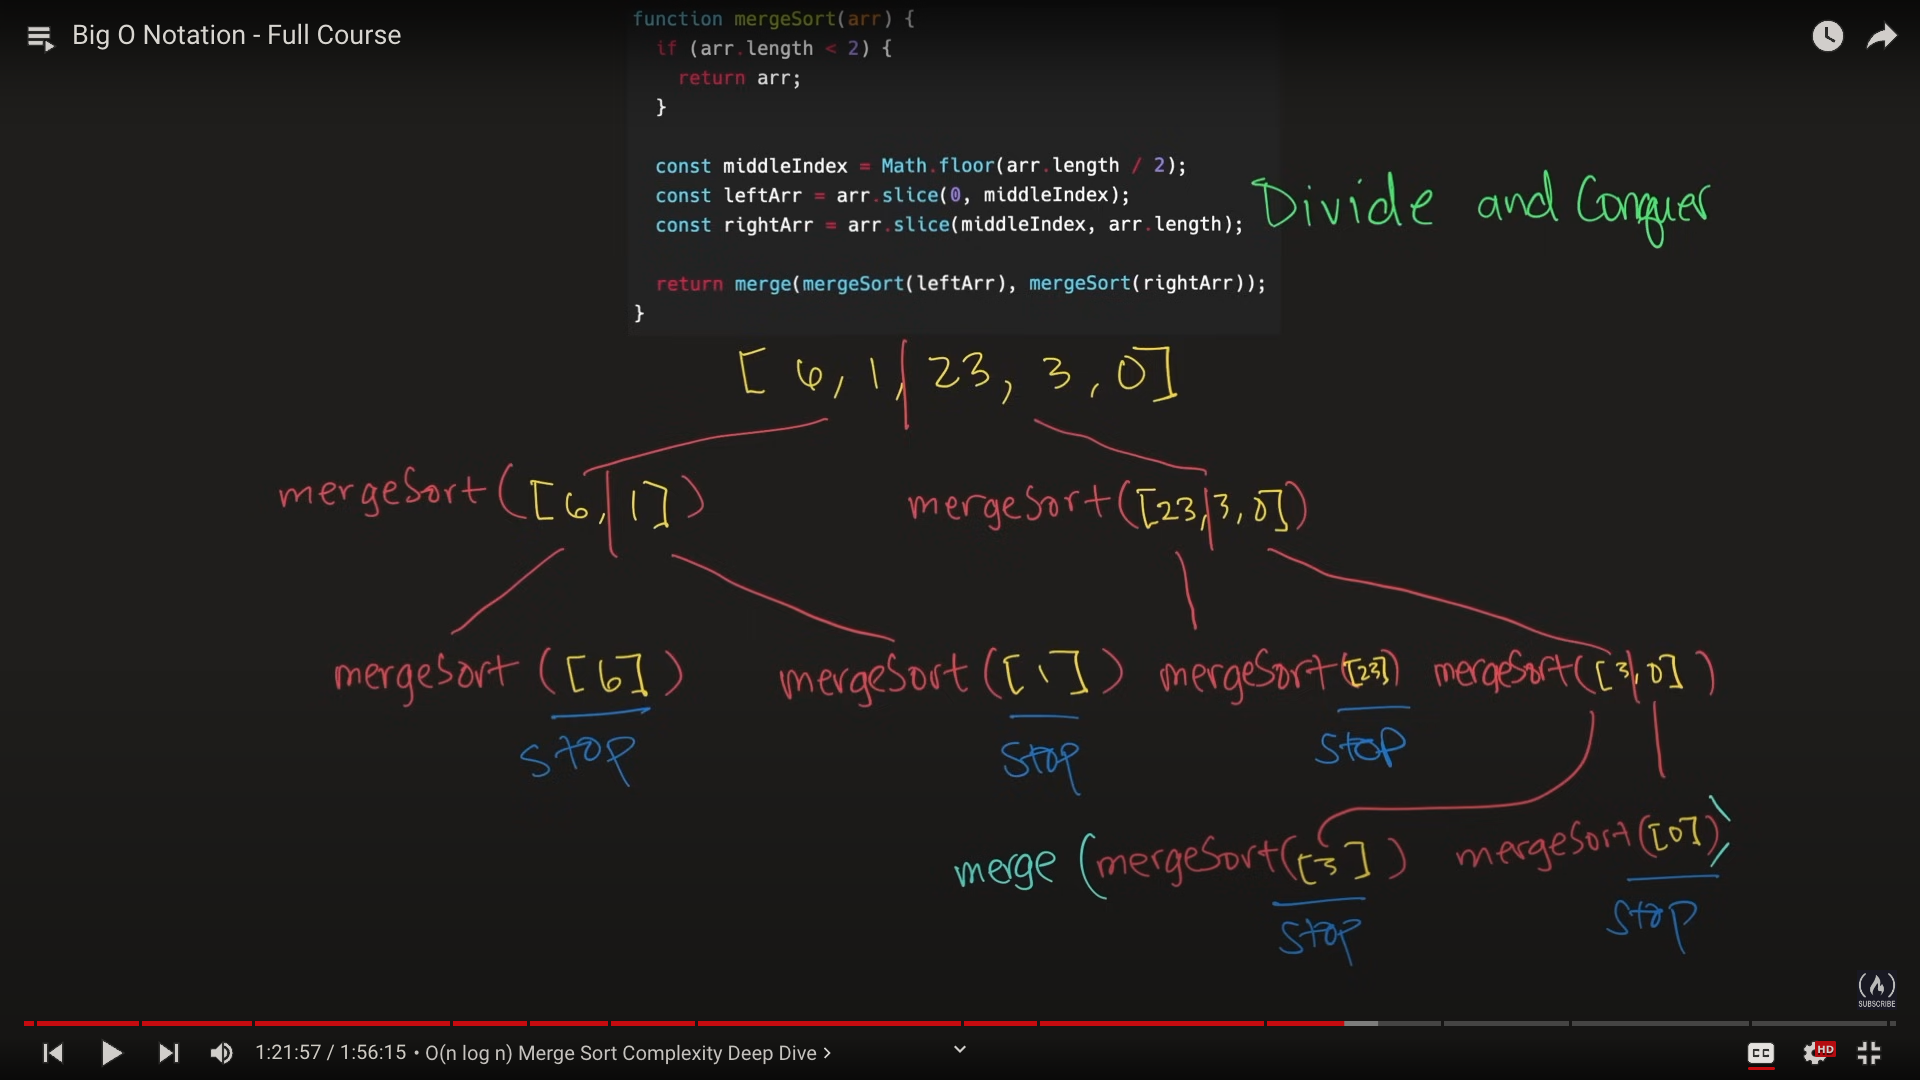 Big O Notation - Full Course
function mergeSort(arr) {
if (arr.length < 2) {
return arr;
}
const middleIndex = Math.floor(arr.length / 2);
const leftArr = arr.slice(0, middleIndex);
const rightArr = arr.slice(middleIndex, arr.length);
Divide and Conquer
return merge(mergeSort(leftArr), mergeSort(rightArr));
}
[ 6, 1, 23, 3, 0]
mergeSort([6, 1]) mergeSort([23, 3, 0])
mergeSort([6]) mergeSort([1]) mergeSort([23]) mergeSort([3, 0])
stop stop stop
merge (mergeSort([3]) mergeSort([0]))
stop stop
SUBSCRIBE
1:21:57 / 1:56:15 • O(n log n) Merge Sort Complexity Deep Dive >
CC HD